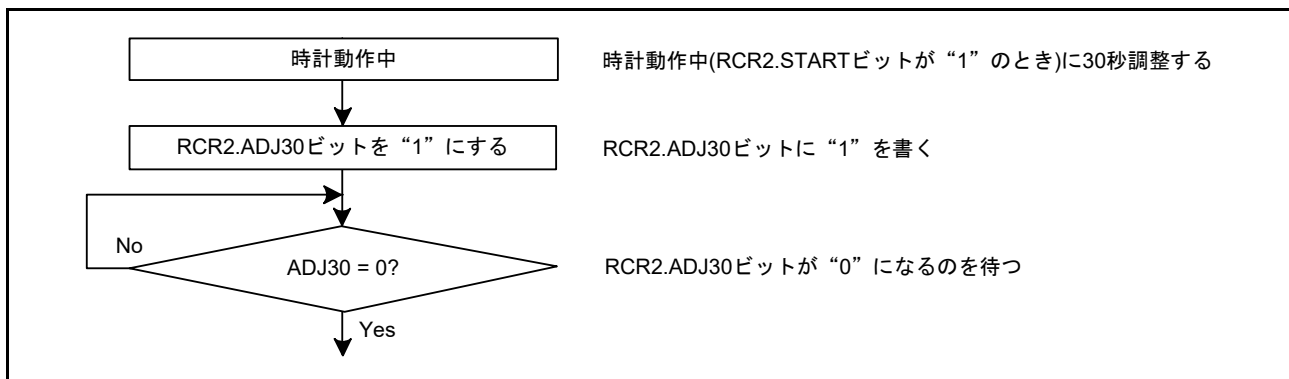 時計動作中
時計動作中(RCR2.STARTビットが“1”のとき)に30秒調整する
RCR2.ADJ30ビットを“1”にする
RCR2.ADJ30ビットに“1”を書く
No
ADJ30 = 0?
RCR2.ADJ30ビットが“0”になるのを待つ
Yes